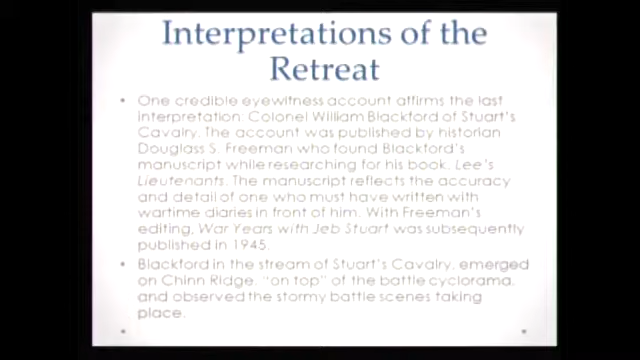 Interpretations of the
Retreat
• One credible eyewitness account affirms the last
interpretation: Colonel William Blackford of Stuart's
Cavalry. The account was published by historian
Douglass S. Freeman who found Blackford's
manuscript while researching for his book, Lee's
Lieutenants. The manuscript reflects the accuracy
and detail of one who must have written with
wartime diaries in front of him. With Freeman's
editing, War Years with Jeb Stuart was subsequently
published in 1945.
• Blackford in the stream of Stuart's Cavalry, emerged
on Chinn Ridge, "on top" of the battle cyclorama,
and observed the stormy battle scenes taking
place.